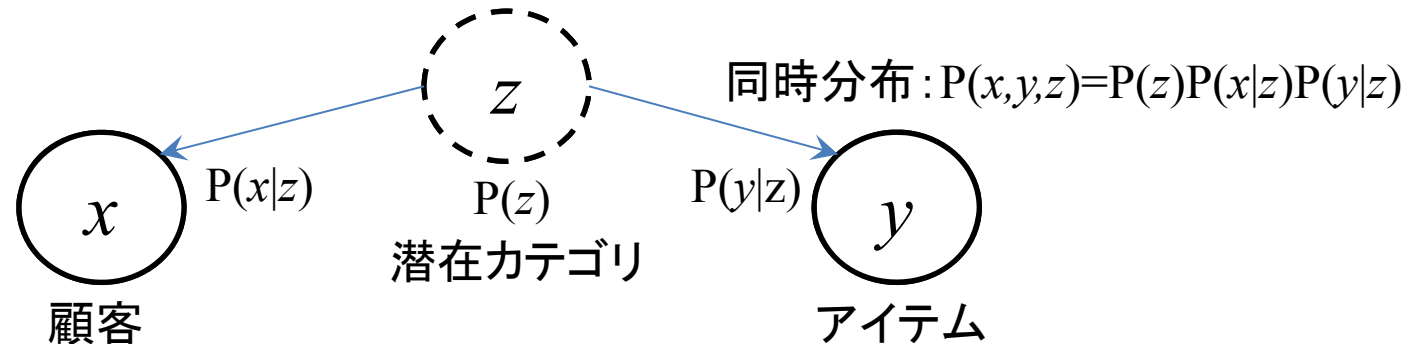 z
同時分布:P(x,y,z)=P(z)P(x|z)P(y|z)
x
P(x|z)
P(z)
P(y|z)
y
潜在カテゴリ
顧客
アイテム